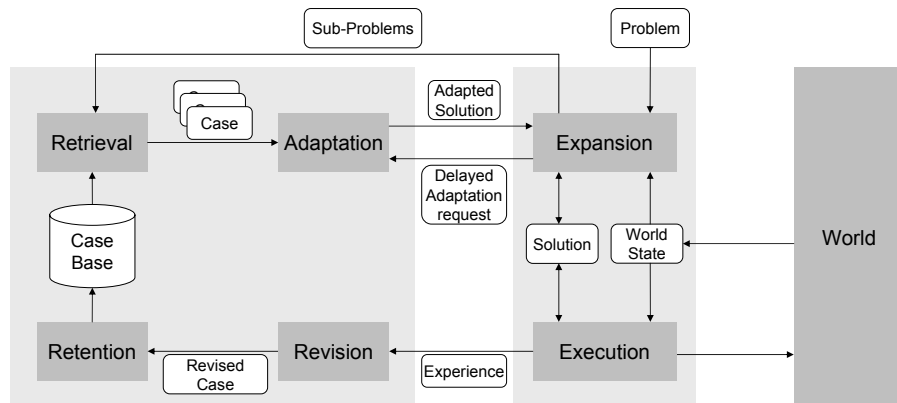 Sub-Problems
Problem
Case
Adapted
Solution
Retrieval
Adaptation
Expansion
Delayed
Adaptation
request
Case
Base
Solution
World
State
World
Retention
Revision
Execution
Revised
Case
Experience